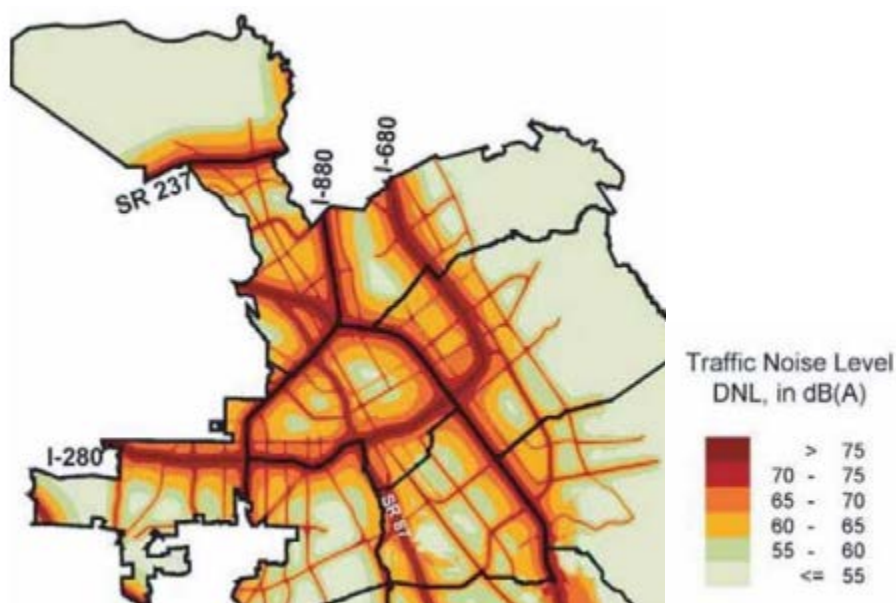 SR 237
I-880
I-680
I-280
SR 87
Traffic Noise Level
DNL, in dB(A)
> 75
70 - 75
65 - 70
60 - 65
55 - 60
<= 55